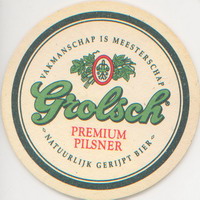 VAKMANSCHAP IS MEESTERSCHAP
Grolsch
PREMIUM
PILSNER
NATUURLIJK GERIJPT BIER